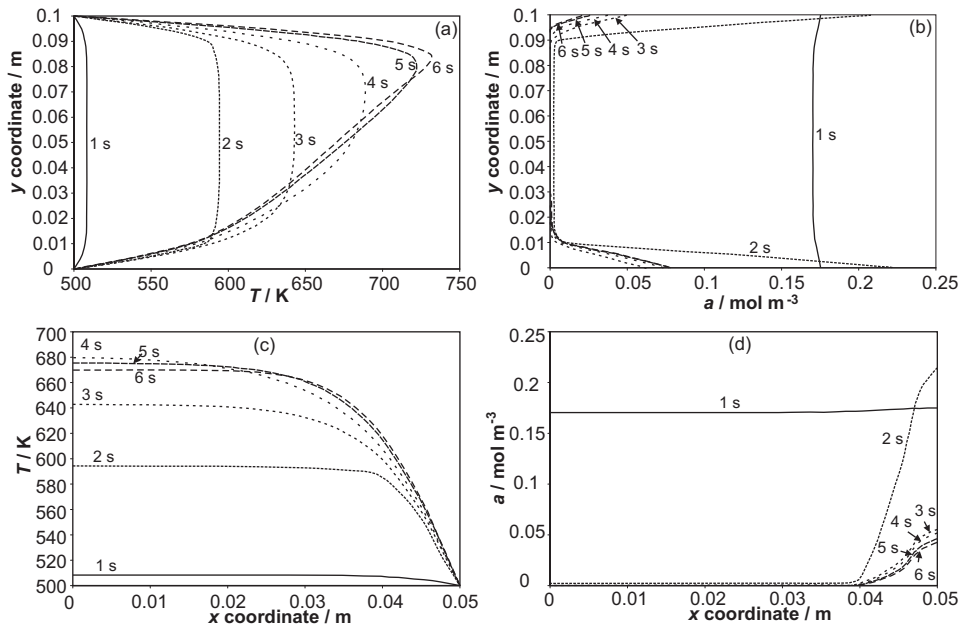 0.1
0.09
0.08
0.07
0.06
0.05
0.04
0.03
0.02
0.01
0
y coordinate / m
(a)
1 s
2 s
3 s
4 s
5 s
6 s
500
550
600
650
700
750
T / K
0.1
0.09
0.08
0.07
0.06
0.05
0.04
0.03
0.02
0.01
0
y coordinate / m
(b)
6 s
5 s
4 s
3 s
1 s
2 s
0
0.05
0.1
0.15
0.2
0.25
a / mol m-3
700
680
660
640
620
600
580
560
540
520
500
T / K
(c)
4 s
5 s
6 s
3 s
2 s
1 s
0
0.01
0.02
0.03
0.04
0.05
x coordinate / m
0.25
0.2
0.15
0.1
0.05
0
a / mol m-3
(d)
1 s
2 s
3 s
4 s
5 s
6 s
0
0.01
0.02
0.03
0.04
0.05
x coordinate / m